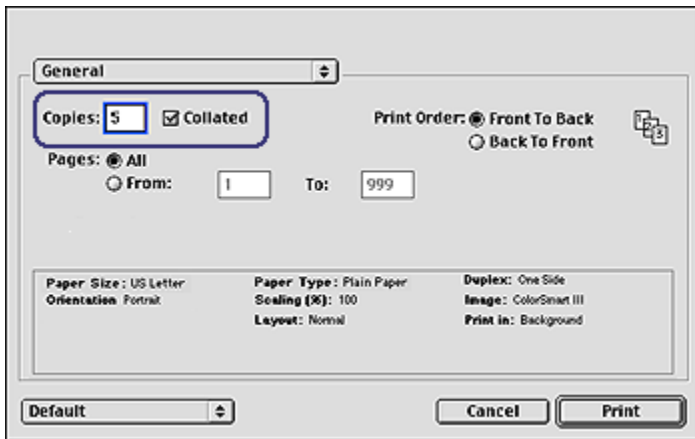 General
Copies: 5 Collated Print Order: Front To Back
Back To Front
Pages: All
From: 1 To: 999
Paper Size: US Letter Paper Type: Plain Paper Duplex: One Side
Orientation Portrait Scaling (%): 100 Image: ColorSmart III
Layout: Normal Print in: Background
Default Cancel Print